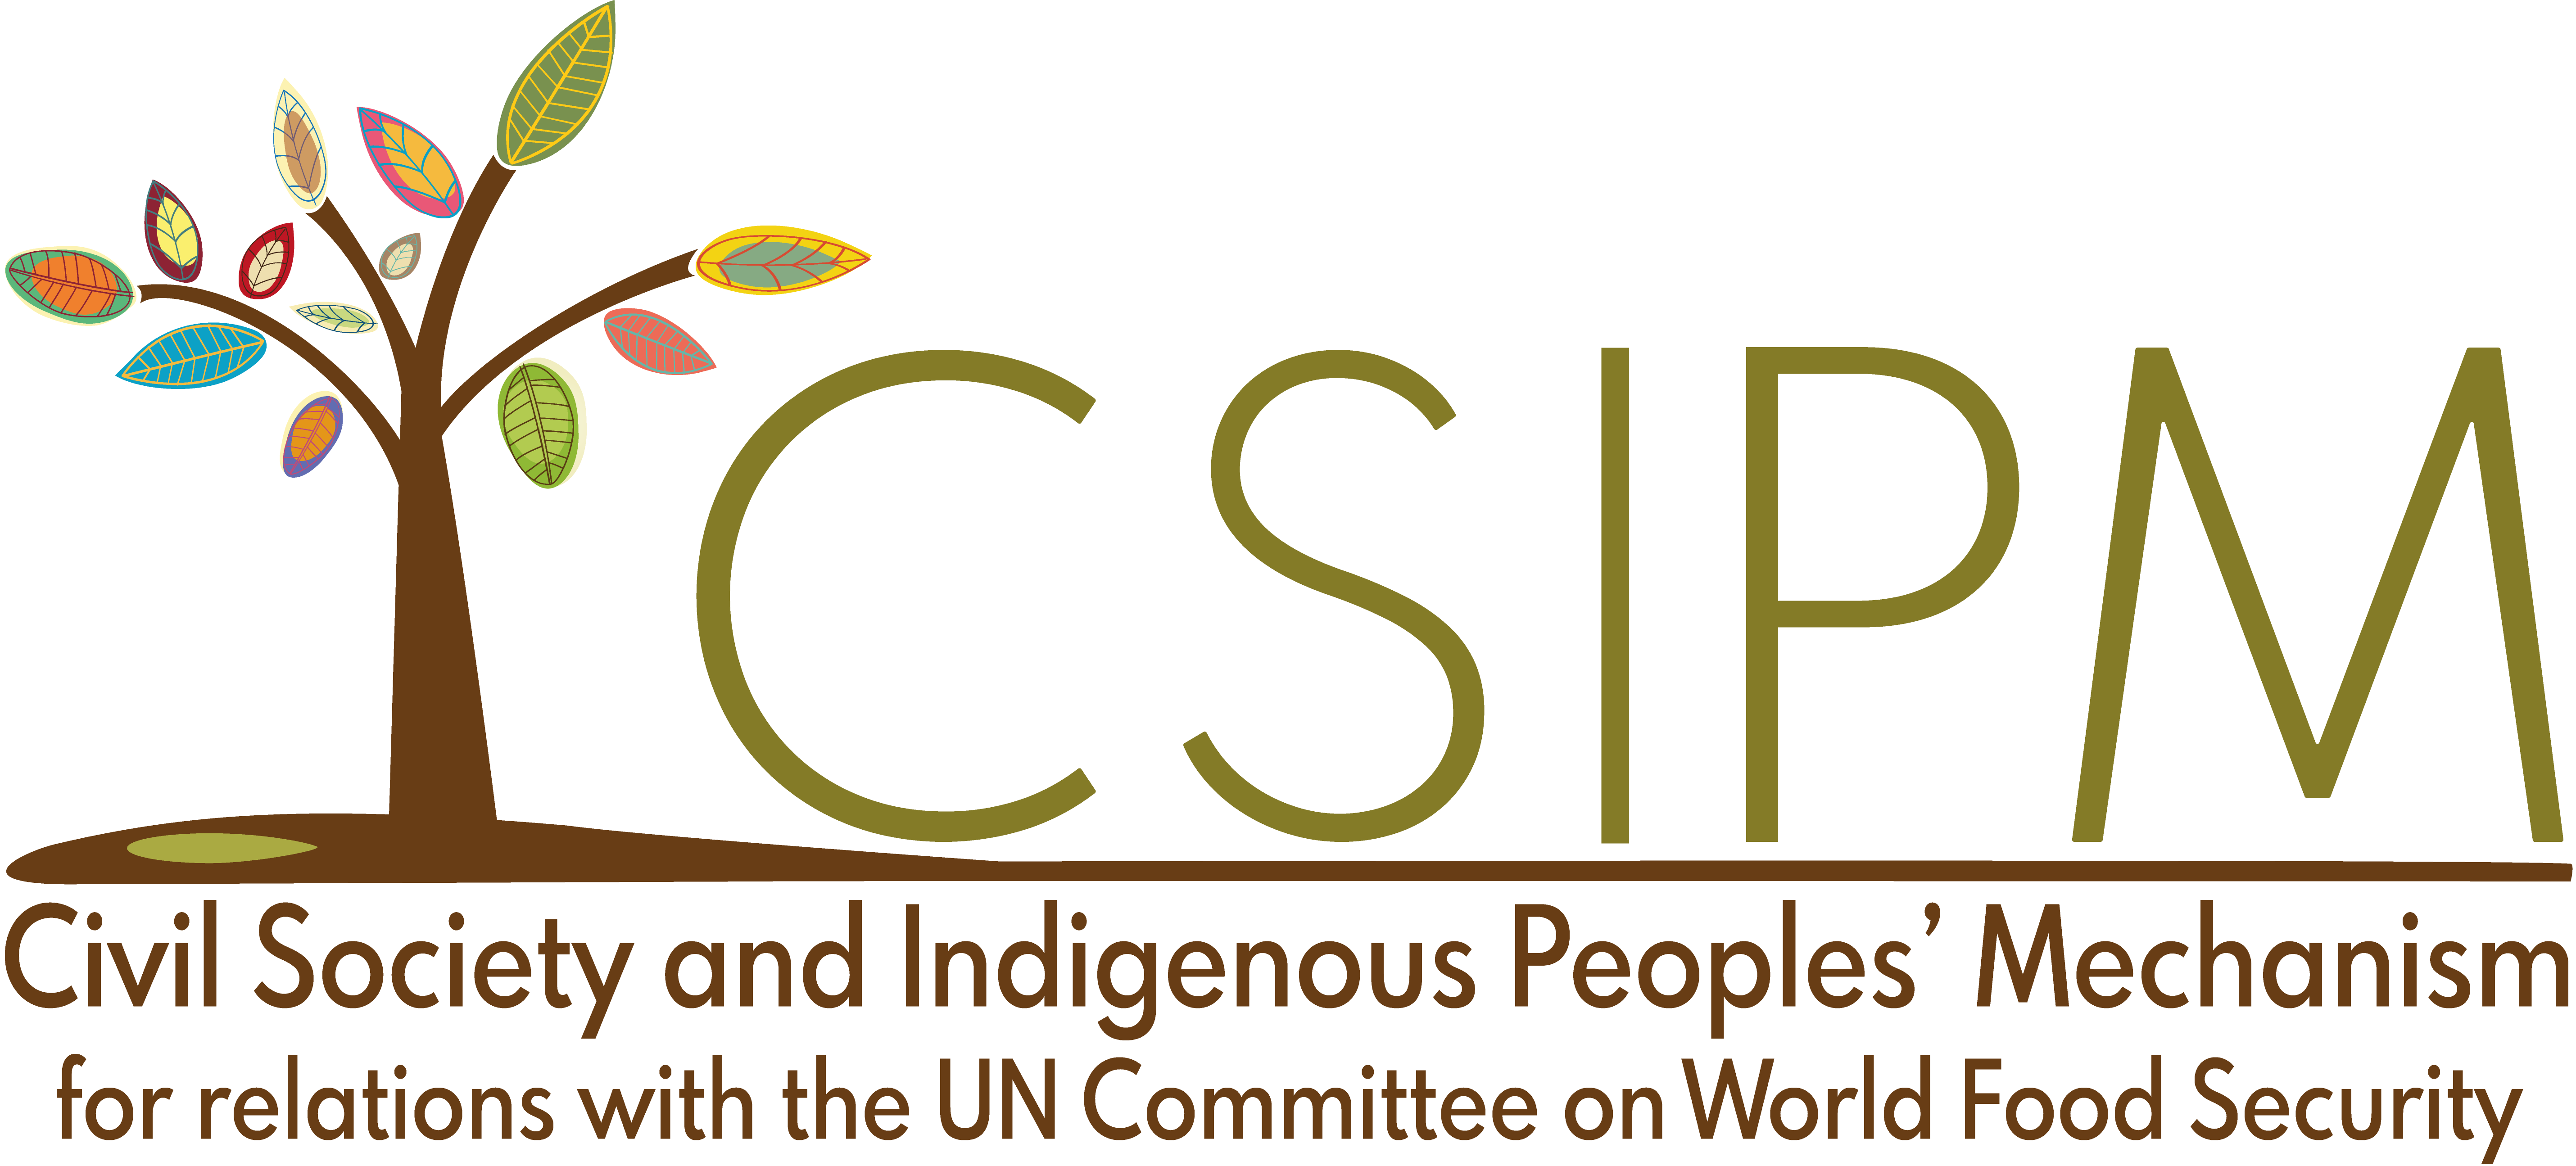 CSIPM
Civil Society and Indigenous Peoples’ Mechanism
for relations with the UN Committee on World Food Security